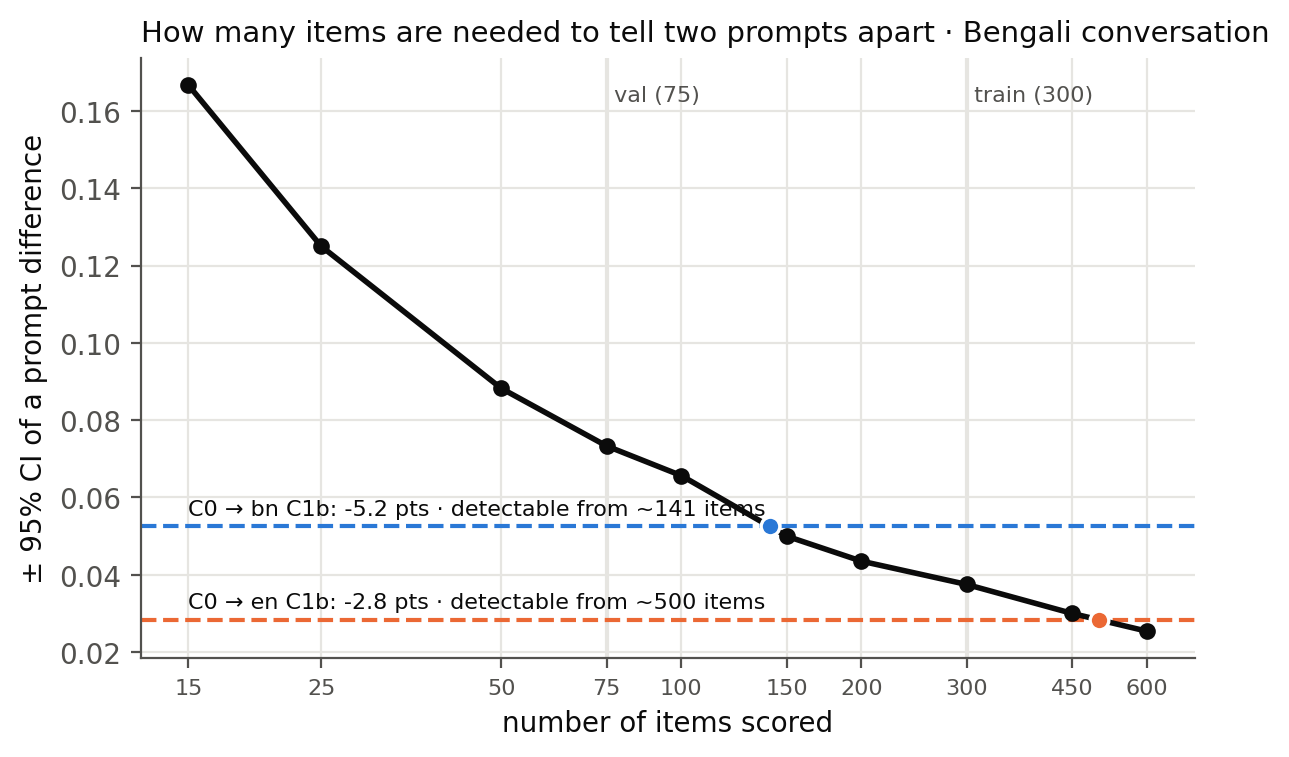 How many items are needed to tell two prompts apart · Bengali conversation
val (75)
train (300)
± 95% CI of a prompt difference
0.16
0.14
0.12
0.10
0.08
0.06
0.04
0.02
C0 → bn C1b: -5.2 pts · detectable from ~141 items
C0 → en C1b: -2.8 pts · detectable from ~500 items
15 25 50 75 100 150 200 300 450 600
number of items scored